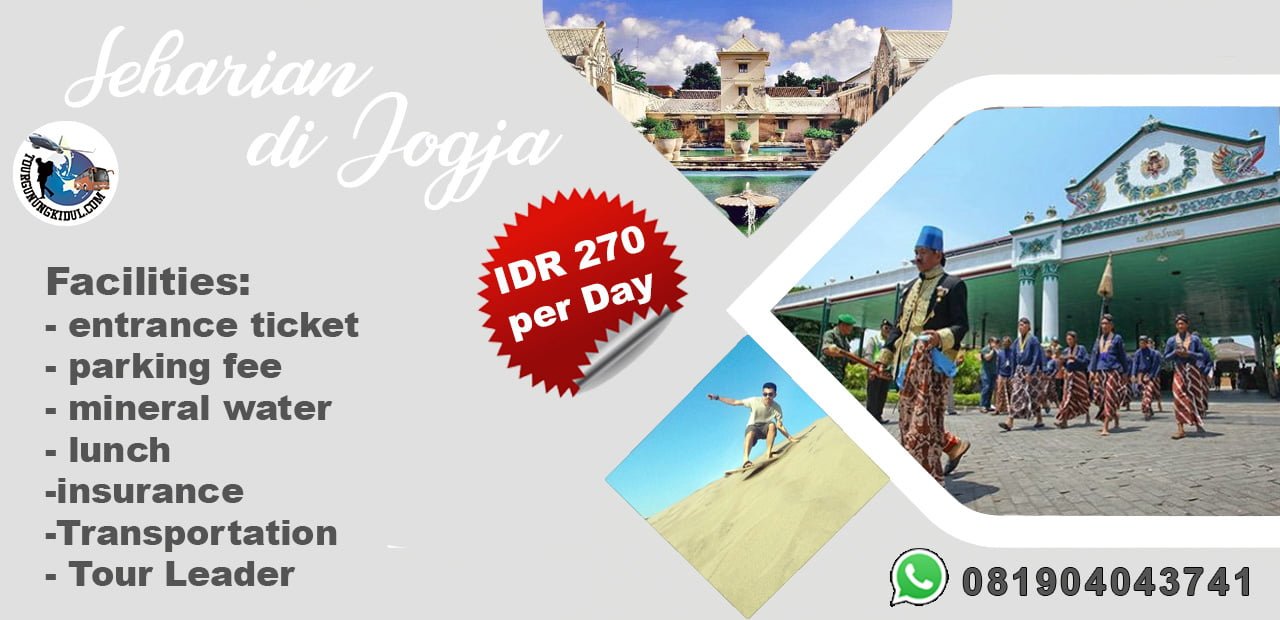 Seharian
di Jogja
TOURGUNUNGKIDUL.COM
IDR 270
per Day
Facilities:
- entrance ticket
- parking fee
- mineral water
- lunch
-insurance
-Transportation
- Tour Leader
081904043741